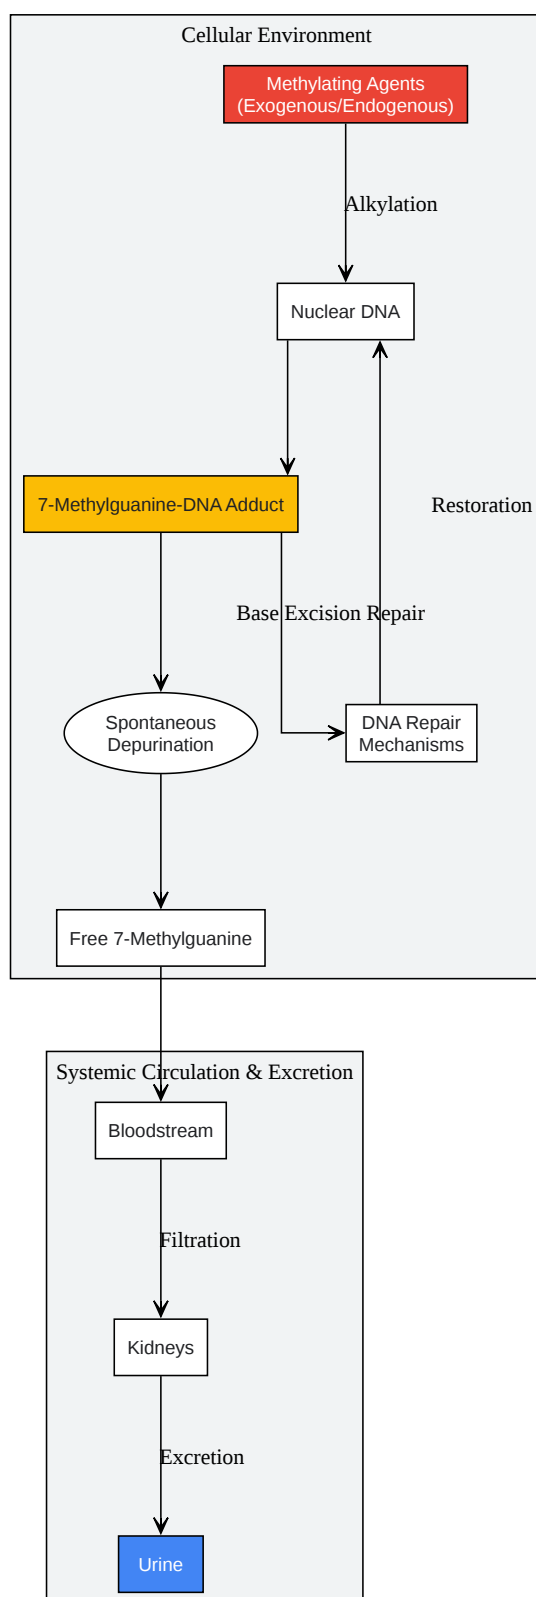 Cellular Environment
Methylating Agents
(Exogenous/Endogenous)
Alkylation
Nuclear DNA
7-Methylguanine-DNA Adduct
Restoration
Base Excision Repair
Spontaneous
Depurination
DNA Repair
Mechanisms
Free 7-Methylguanine
Systemic Circulation & Excretion
Bloodstream
Filtration
Kidneys
Excretion
Urine